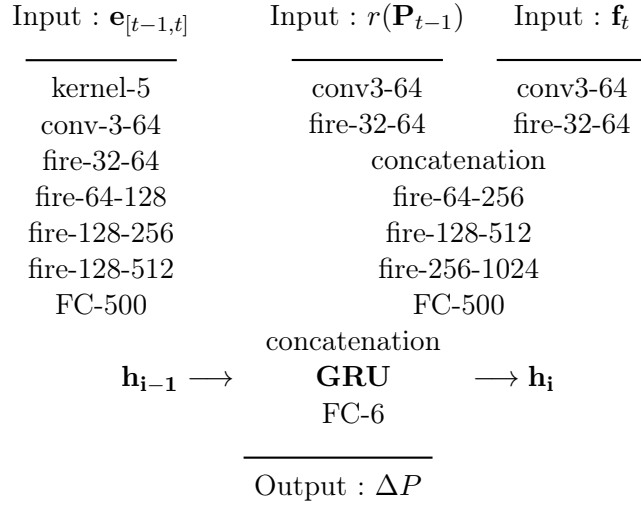 Input : e[t−1,t] Input : r(Pt−1) Input : ft
kernel-5 conv3-64 conv3-64
conv-3-64 fire-32-64 fire-32-64
fire-32-64 concatenation
fire-64-128 fire-64-256
fire-128-256 fire-128-512
fire-128-512 fire-256-1024
FC-500 FC-500
concatenation
hi−1 ⟶ GRU ⟶ hi
FC-6
Output : ΔP